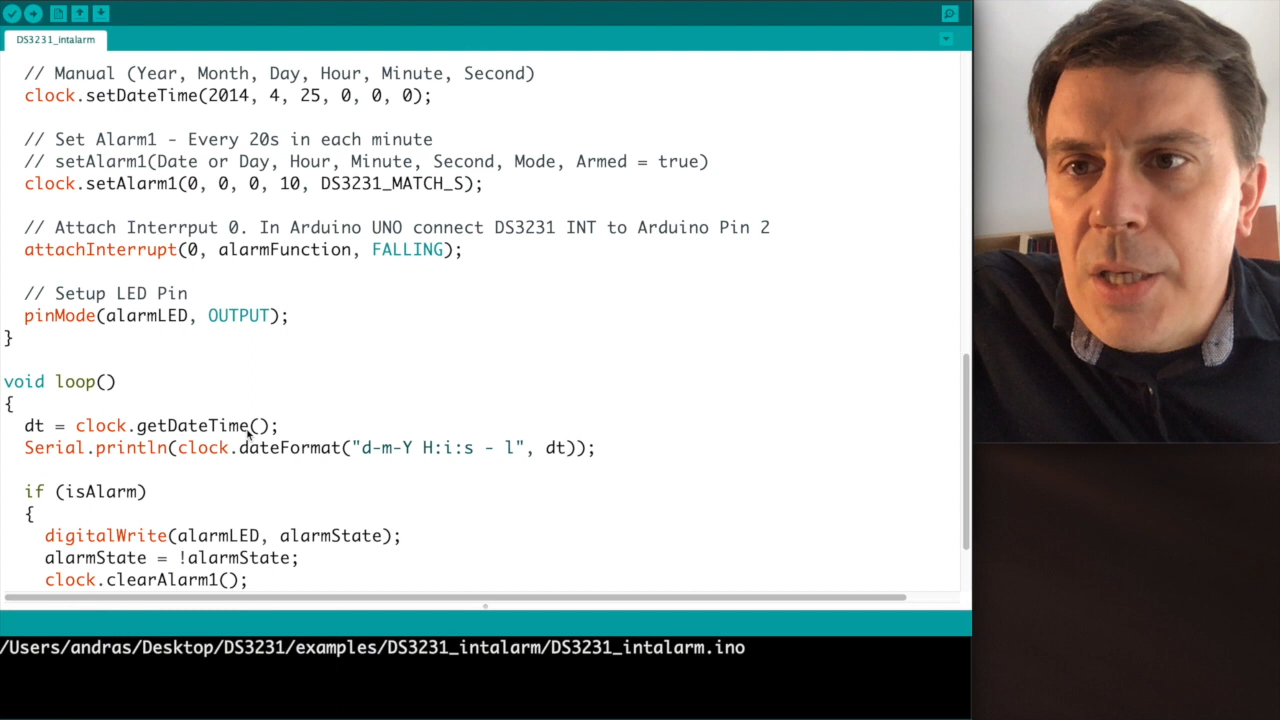 DS3231_intalarm
// Manual (Year, Month, Day, Hour, Minute, Second)
clock.setDateTime(2014, 4, 25, 0, 0, 0);
// Set Alarm1 - Every 20s in each minute
// setAlarm1(Date or Day, Hour, Minute, Second, Mode, Armed = true)
clock.setAlarm1(0, 0, 0, 10, DS3231_MATCH_S);
// Attach Interrput 0. In Arduino UNO connect DS3231 INT to Arduino Pin 2
attachInterrupt(0, alarmFunction, FALLING);
// Setup LED Pin
pinMode(alarmLED, OUTPUT);
}
void loop()
{
dt = clock.getDateTime();
Serial.println(clock.dateFormat("d-m-Y H:i:s - l", dt));
if (isAlarm)
{
digitalWrite(alarmLED, alarmState);
alarmState = !alarmState;
clock.clearAlarm1();
/Users/andras/Desktop/DS3231/examples/DS3231_intalarm/DS3231_intalarm.ino